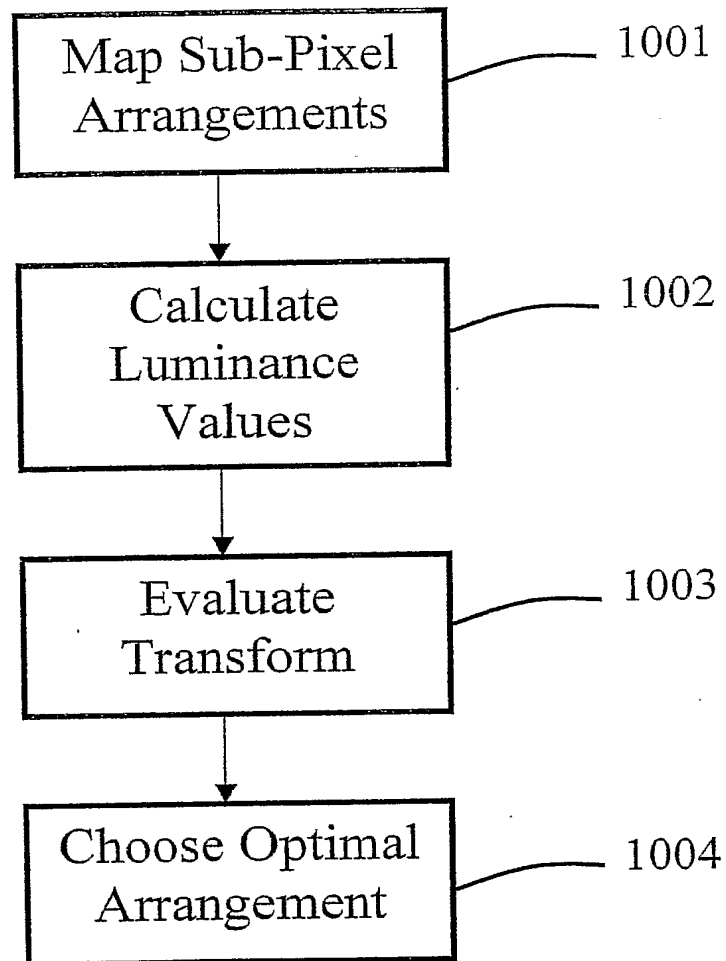 Map Sub-Pixel
Arrangements
1001
Calculate
Luminance
Values
1002
Evaluate
Transform
1003
Choose Optimal
Arrangement
1004